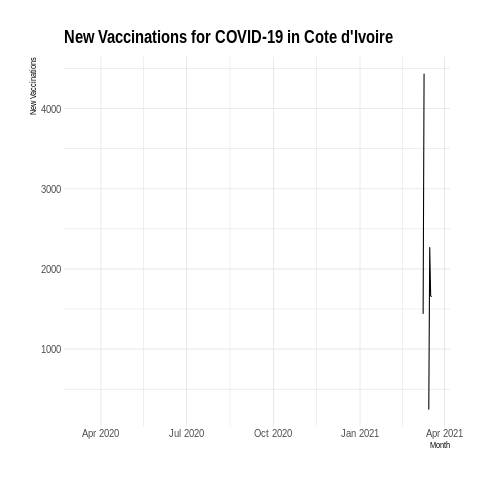 New Vaccinations for COVID-19 in Cote d'Ivoire
New Vaccinations
4000
3000
2000
1000
Apr 2020 Jul 2020 Oct 2020 Jan 2021 Apr 2021
Month